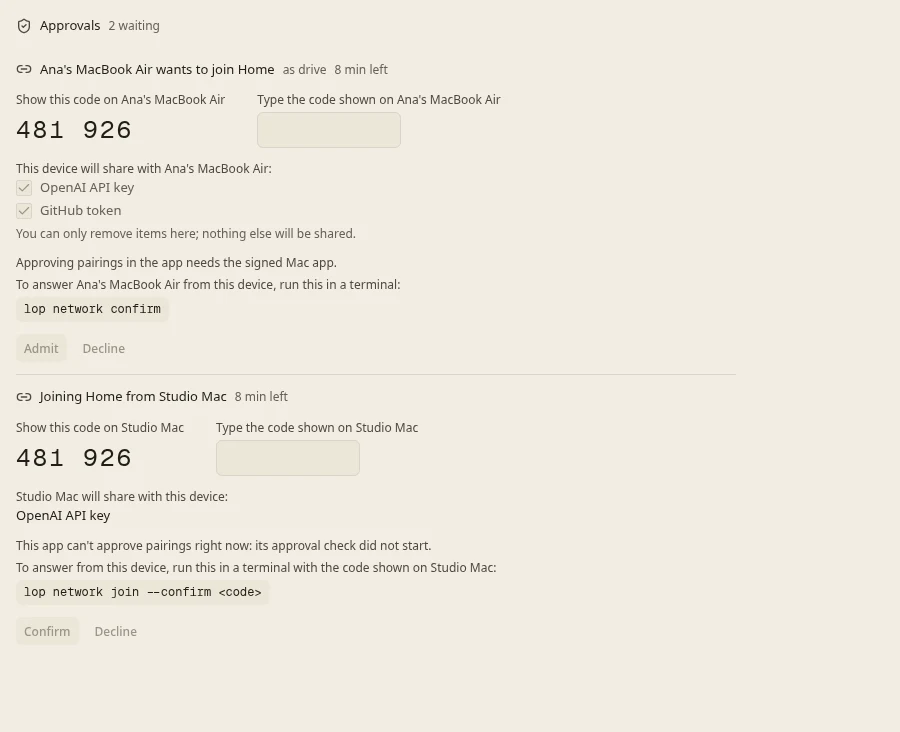 Approvals 2 waiting
Ana's MacBook Air wants to join Home as drive 8 min left
Show this code on Ana's MacBook Air Type the code shown on Ana's MacBook Air
481 926
This device will share with Ana's MacBook Air:
OpenAI API key
GitHub token
You can only remove items here; nothing else will be shared.
Approving pairings in the app needs the signed Mac app.
To answer Ana's MacBook Air from this device, run this in a terminal:
lop network confirm
Admit Decline
Joining Home from Studio Mac 8 min left
Show this code on Studio Mac Type the code shown on Studio Mac
481 926
Studio Mac will share with this device:
OpenAI API key
This app can't approve pairings right now: its approval check did not start.
To answer from this device, run this in a terminal with the code shown on Studio Mac:
lop network join --confirm <code>
Confirm Decline